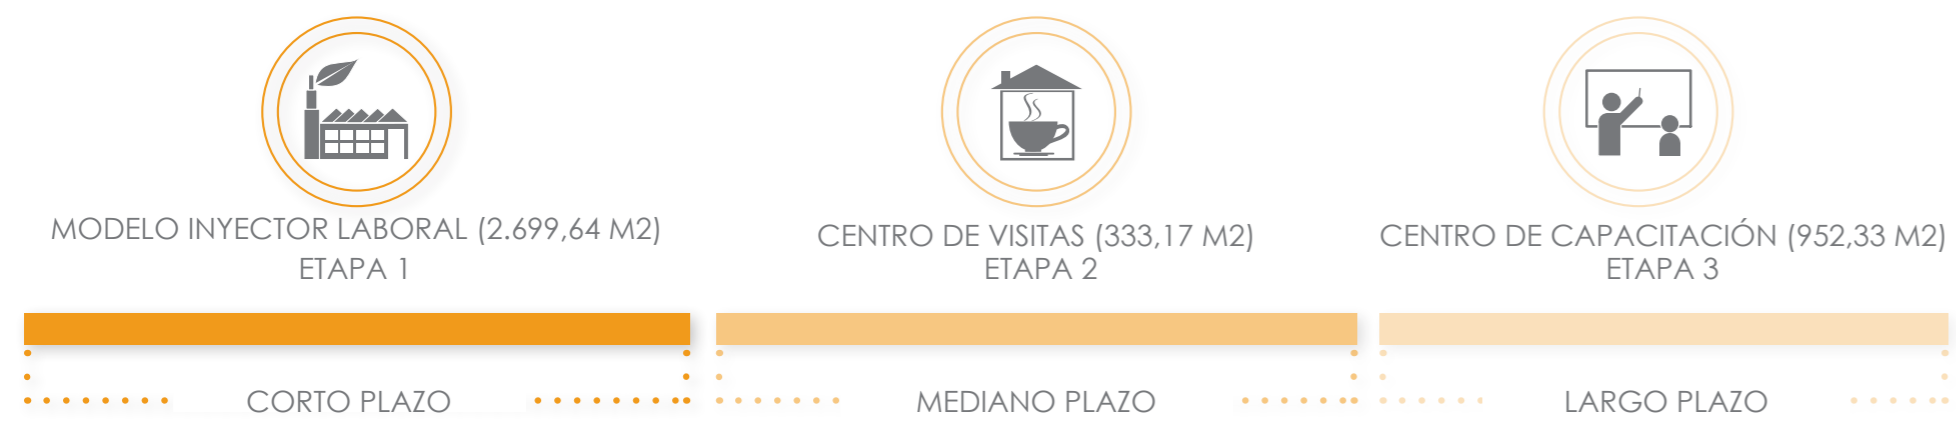 MODELO INYECTOR LABORAL (2.699,64 M2)
ETAPA 1
CENTRO DE VISITAS (333,17 M2)
ETAPA 2
CENTRO DE CAPACITACIÓN (952,33 M2)
ETAPA 3
CORTO PLAZO
MEDIANO PLAZO
LARGO PLAZO